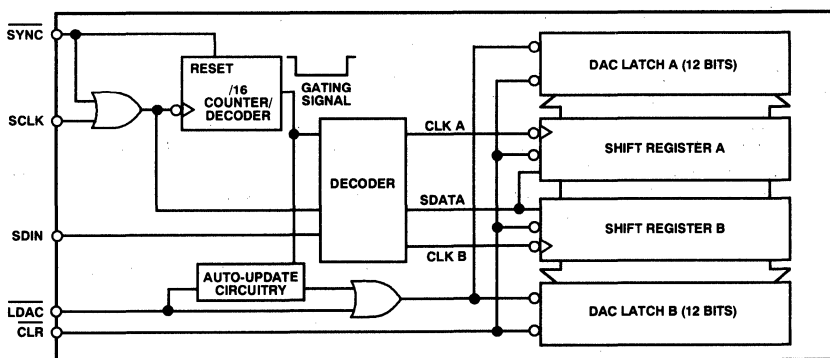 SYNC
RESET
/16
COUNTER/
DECODER
GATING
SIGNAL
DAC LATCH A (12 BITS)
SCLK
CLK A
SHIFT REGISTER A
DECODER
SDATA
SHIFT REGISTER B
SDIN
CLK B
AUTO-UPDATE
CIRCUITRY
LDAC
DAC LATCH B (12 BITS)
CLR